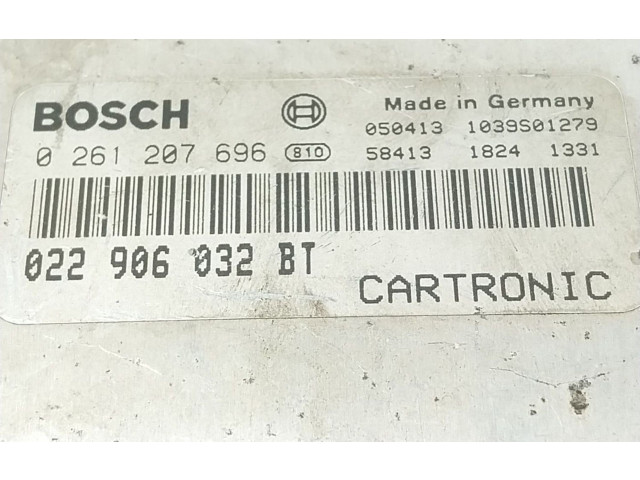 BOSCH Made in Germany
050413 1039S01279
0 261 207 696 810 58413 1824 1331
022 906 032 BT
CARTRONIC